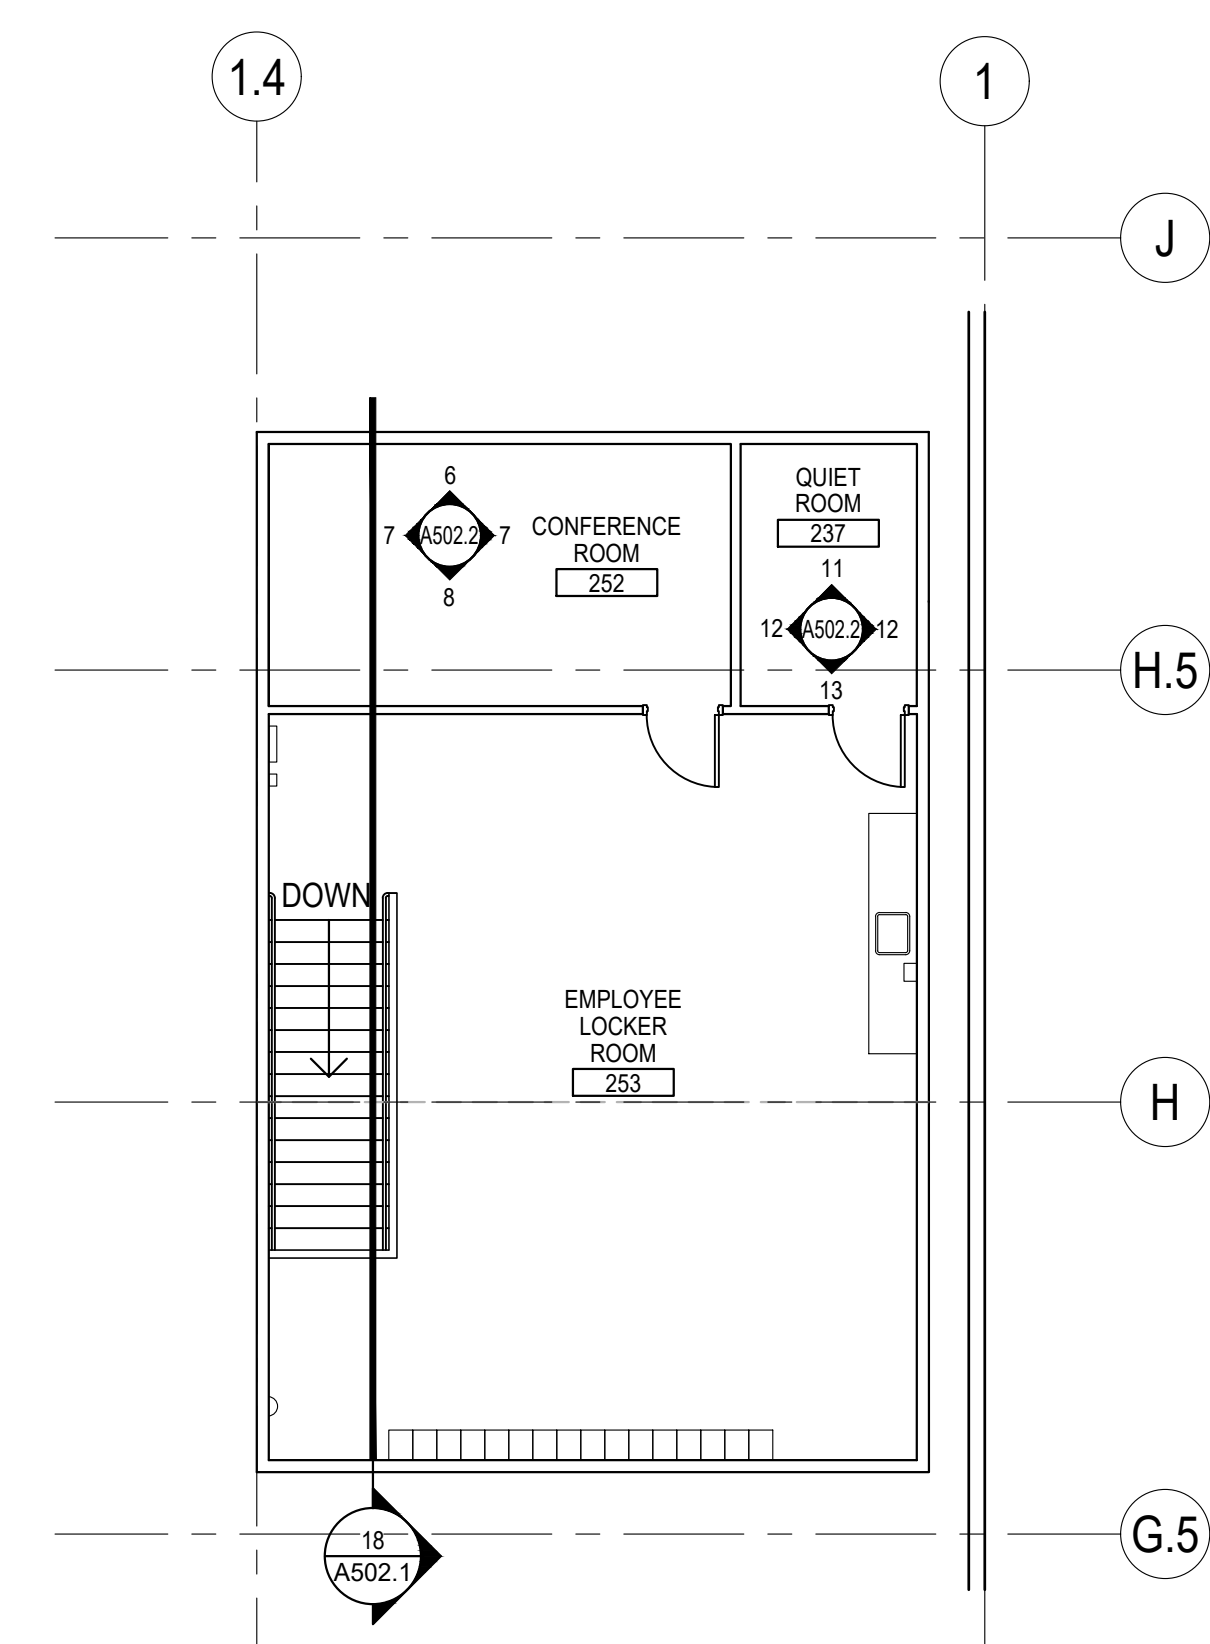 1.4
1
J
QUIET
ROOM
237
6
7 A502.2 7
8
CONFERENCE
ROOM
252
11
12 A502.2 12
13
H.5
DOWN
EMPLOYEE
LOCKER
ROOM
253
H
18
A502.1
G.5